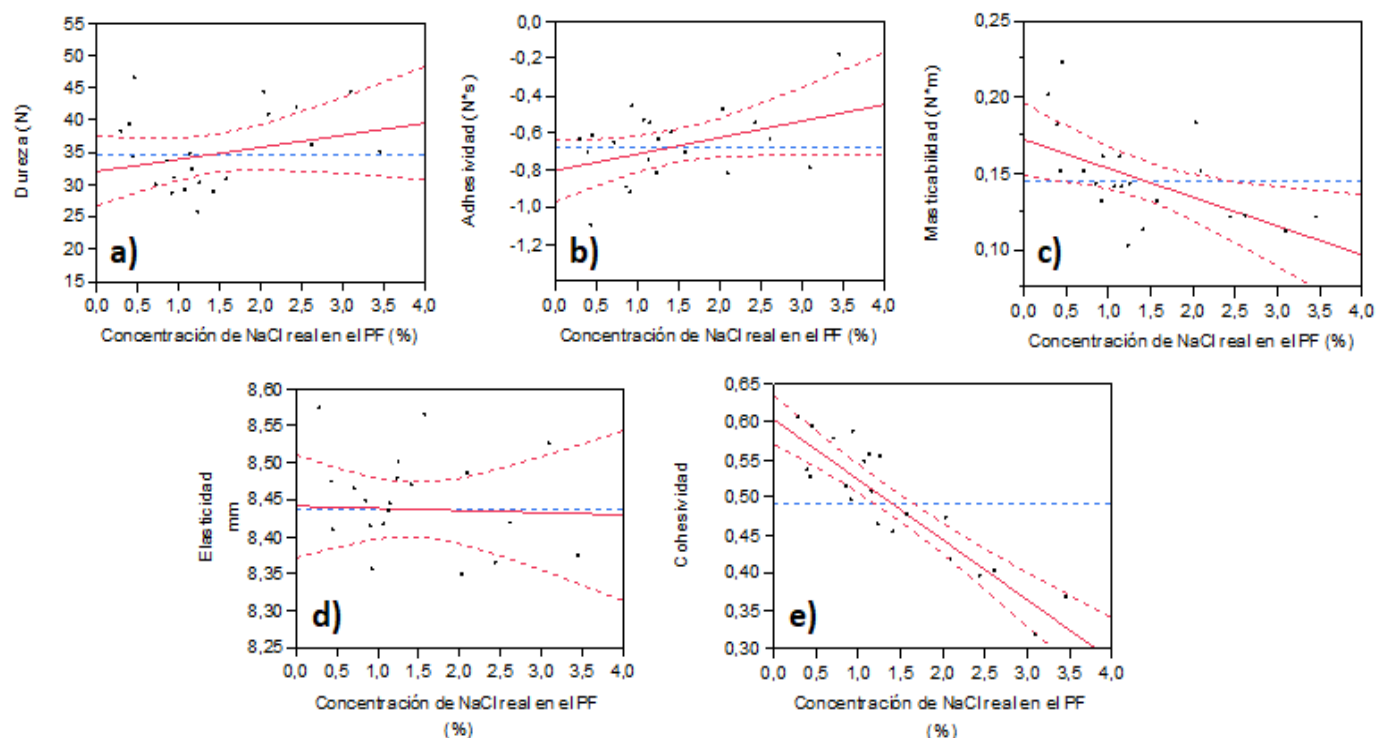 55
50
45
40
35
30
25
20
15
Dureza (N)
a)
0,0 0,5 1,0 1,5 2,0 2,5 3,0 3,5 4,0
Concentración de NaCl real en el PF (%)
0,0
-0,2
-0,4
-0,6
-0,8
-1,0
-1,2
Adhesividad (N*s)
b)
0,0 0,5 1,0 1,5 2,0 2,5 3,0 3,5 4,0
Concentración de NaCl real en el PF (%)
0,25
0,20
0,15
0,10
Masticabilidad (N*m)
c)
0,0 0,5 1,0 1,5 2,0 2,5 3,0 3,5 4,0
Concentración de NaCl real en el PF (%)
8,60
8,55
8,50
8,45
8,40
8,35
8,30
8,25
Elasticidad
mm
d)
0,0 0,5 1,0 1,5 2,0 2,5 3,0 3,5 4,0
Concentración de NaCl real en el PF
(%)
0,65
0,60
0,55
0,50
0,45
0,40
0,35
0,30
Cohesividad
e)
0,0 0,5 1,0 1,5 2,0 2,5 3,0 3,5 4,0
Concentración de NaCl real en el PF
(%)